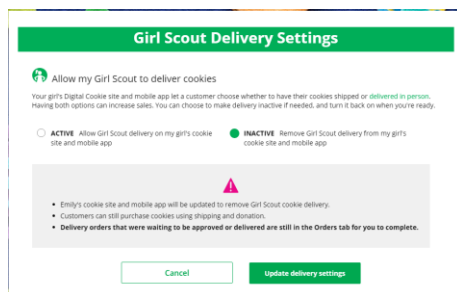 Girl Scout Delivery Settings
Allow my Girl Scout to deliver cookies
Your girl's Digital Cookie site and mobile app let a customer choose whether to have their cookies shipped or delivered in person.
Having both options can increase sales. You can choose to make delivery inactive if needed, and turn it back on when you're ready.
ACTIVE Allow Girl Scout delivery on my girl's cookie
site and mobile app
INACTIVE Remove Girl Scout delivery from my girl's
cookie site and mobile app
• Emily's cookie site and mobile app will be updated to remove Girl Scout cookie delivery.
• Customers can still purchase cookies using shipping and donation.
• Delivery orders that were waiting to be approved or delivered are still in the Orders tab for you to complete.
Cancel
Update delivery settings